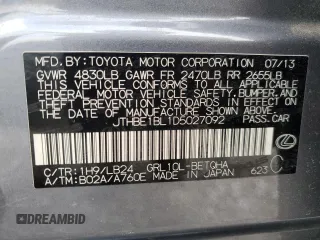 MFD. BY: TOYOTA MOTOR CORPORATION 07/13
GVWR 4830LB GAWR FR 2470LB RR 2655LB
THIS VEHICLE CONFORMS TO ALL APPLICABLE
FEDERAL MOTOR VEHICLE SAFETY, BUMPER,
AND THEFT PREVENTION STANDARDS IN EFFECT ON
THE DATE OF MANUFACTURE SHOWN ABOVE.
JTHBE1BL1D5027092 PASS.CAR
C/TR: 1H9/LB24 GRL10L-BETQHA C
A/TM: B02A/A760E MADE IN JAPAN 623
DREAMBID